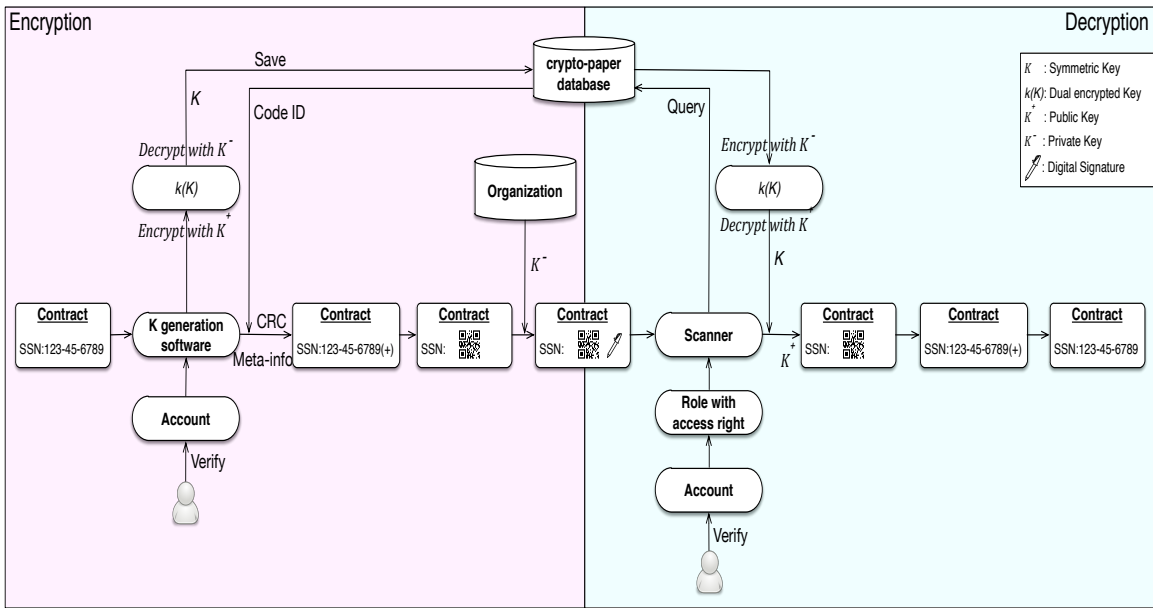 Encryption
Decryption
Save
crypto-paper
database
K
Code ID
Query
Decrypt with K⁻
Encrypt with K⁻
k(K)
Organization
k(K)
Encrypt with K⁺
Decrypt with K⁺
K⁻
K
K : Symmetric Key
k(K): Dual encrypted Key
K⁺ : Public Key
K⁻ : Private Key
: Digital Signature
Contract
SSN:123-45-6789
K generation
software
CRC
Meta-info
Contract
SSN:123-45-6789(+)
Contract
SSN:
Contract
SSN:
Scanner
K⁺
Contract
SSN:
Contract
SSN:123-45-6789(+)
Contract
SSN:123-45-6789
Account
Verify
Role with
access right
Account
Verify